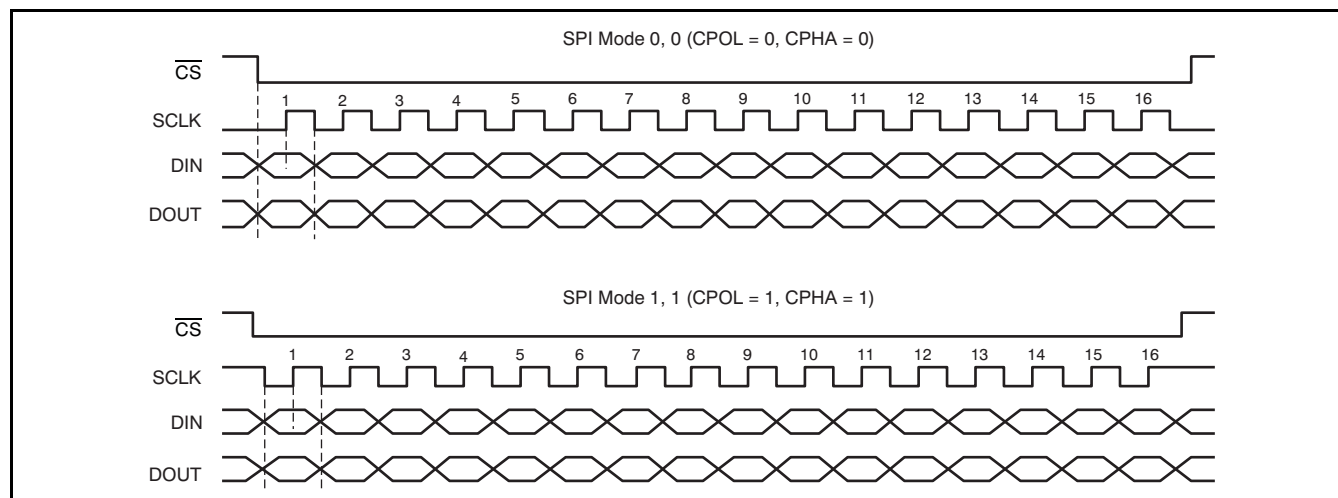 SPI Mode 0, 0 (CPOL = 0, CPHA = 0)
CS
1 2 3 4 5 6 7 8 9 10 11 12 13 14 15 16
SCLK
DIN
DOUT
SPI Mode 1, 1 (CPOL = 1, CPHA = 1)
CS
1 2 3 4 5 6 7 8 9 10 11 12 13 14 15 16
SCLK
DIN
DOUT